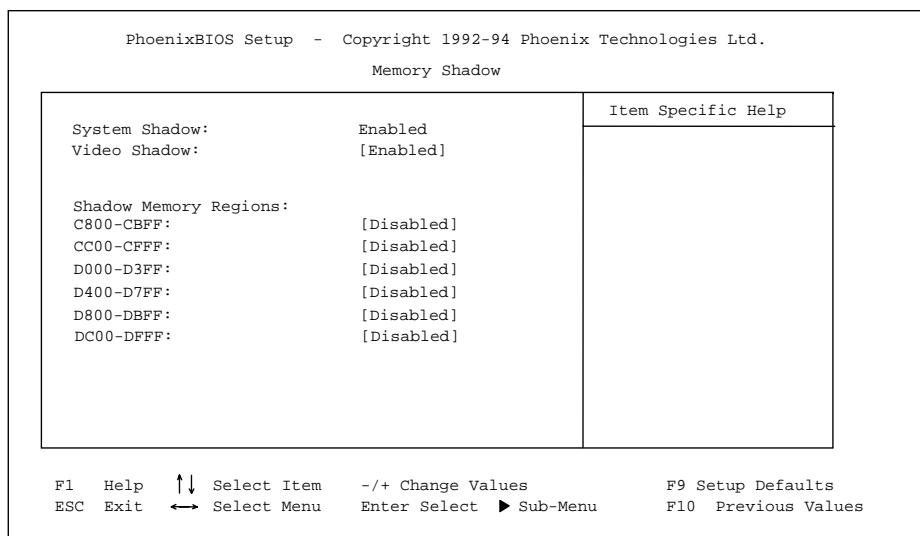 PhoenixBIOS Setup - Copyright 1992-94 Phoenix Technologies Ltd.
Memory Shadow
Item Specific Help
System Shadow: Enabled
Video Shadow: [Enabled]
Shadow Memory Regions:
C800-CBFF: [Disabled]
CC00-CFFF: [Disabled]
D000-D3FF: [Disabled]
D400-D7FF: [Disabled]
D800-DBFF: [Disabled]
DC00-DFFF: [Disabled]
F1 Help ↑↓ Select Item -/+ Change Values F9 Setup Defaults
ESC Exit ↔ Select Menu Enter Select ▶ Sub-Menu F10 Previous Values